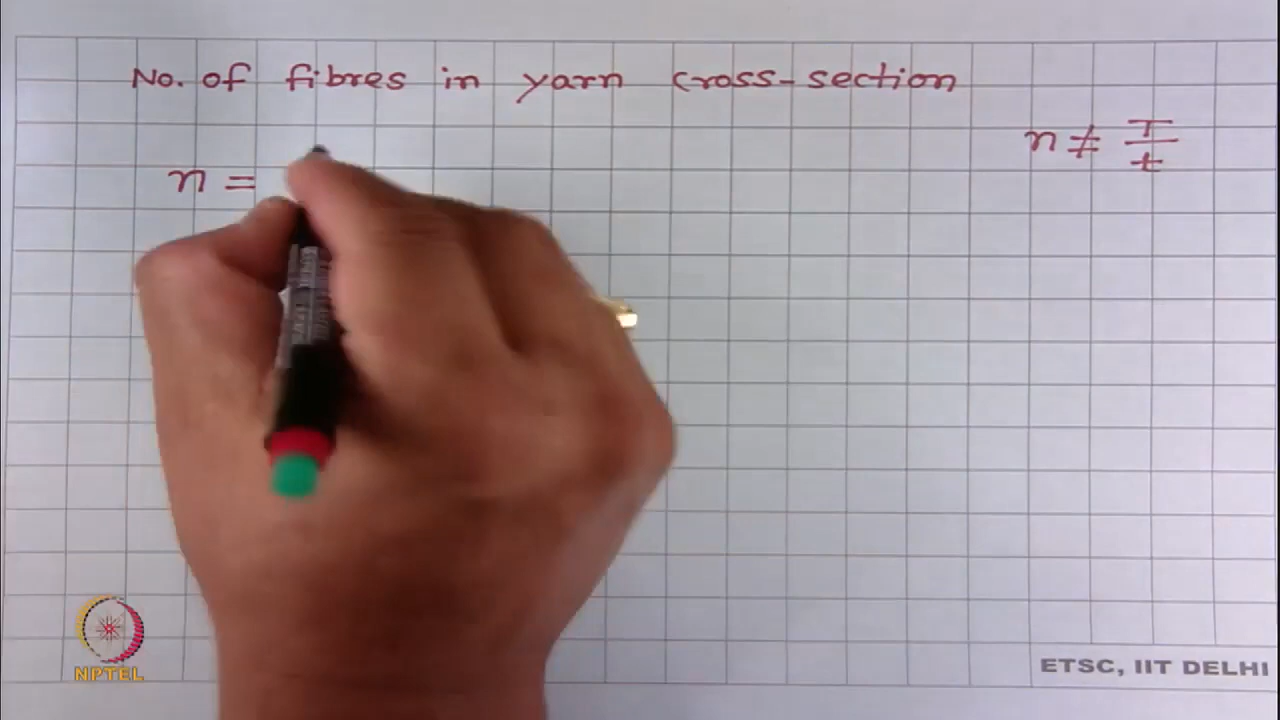 No. of fibres in yarn cross-section
n ≠ T/t
n =
NPTEL
ETSC, IIT DELHI